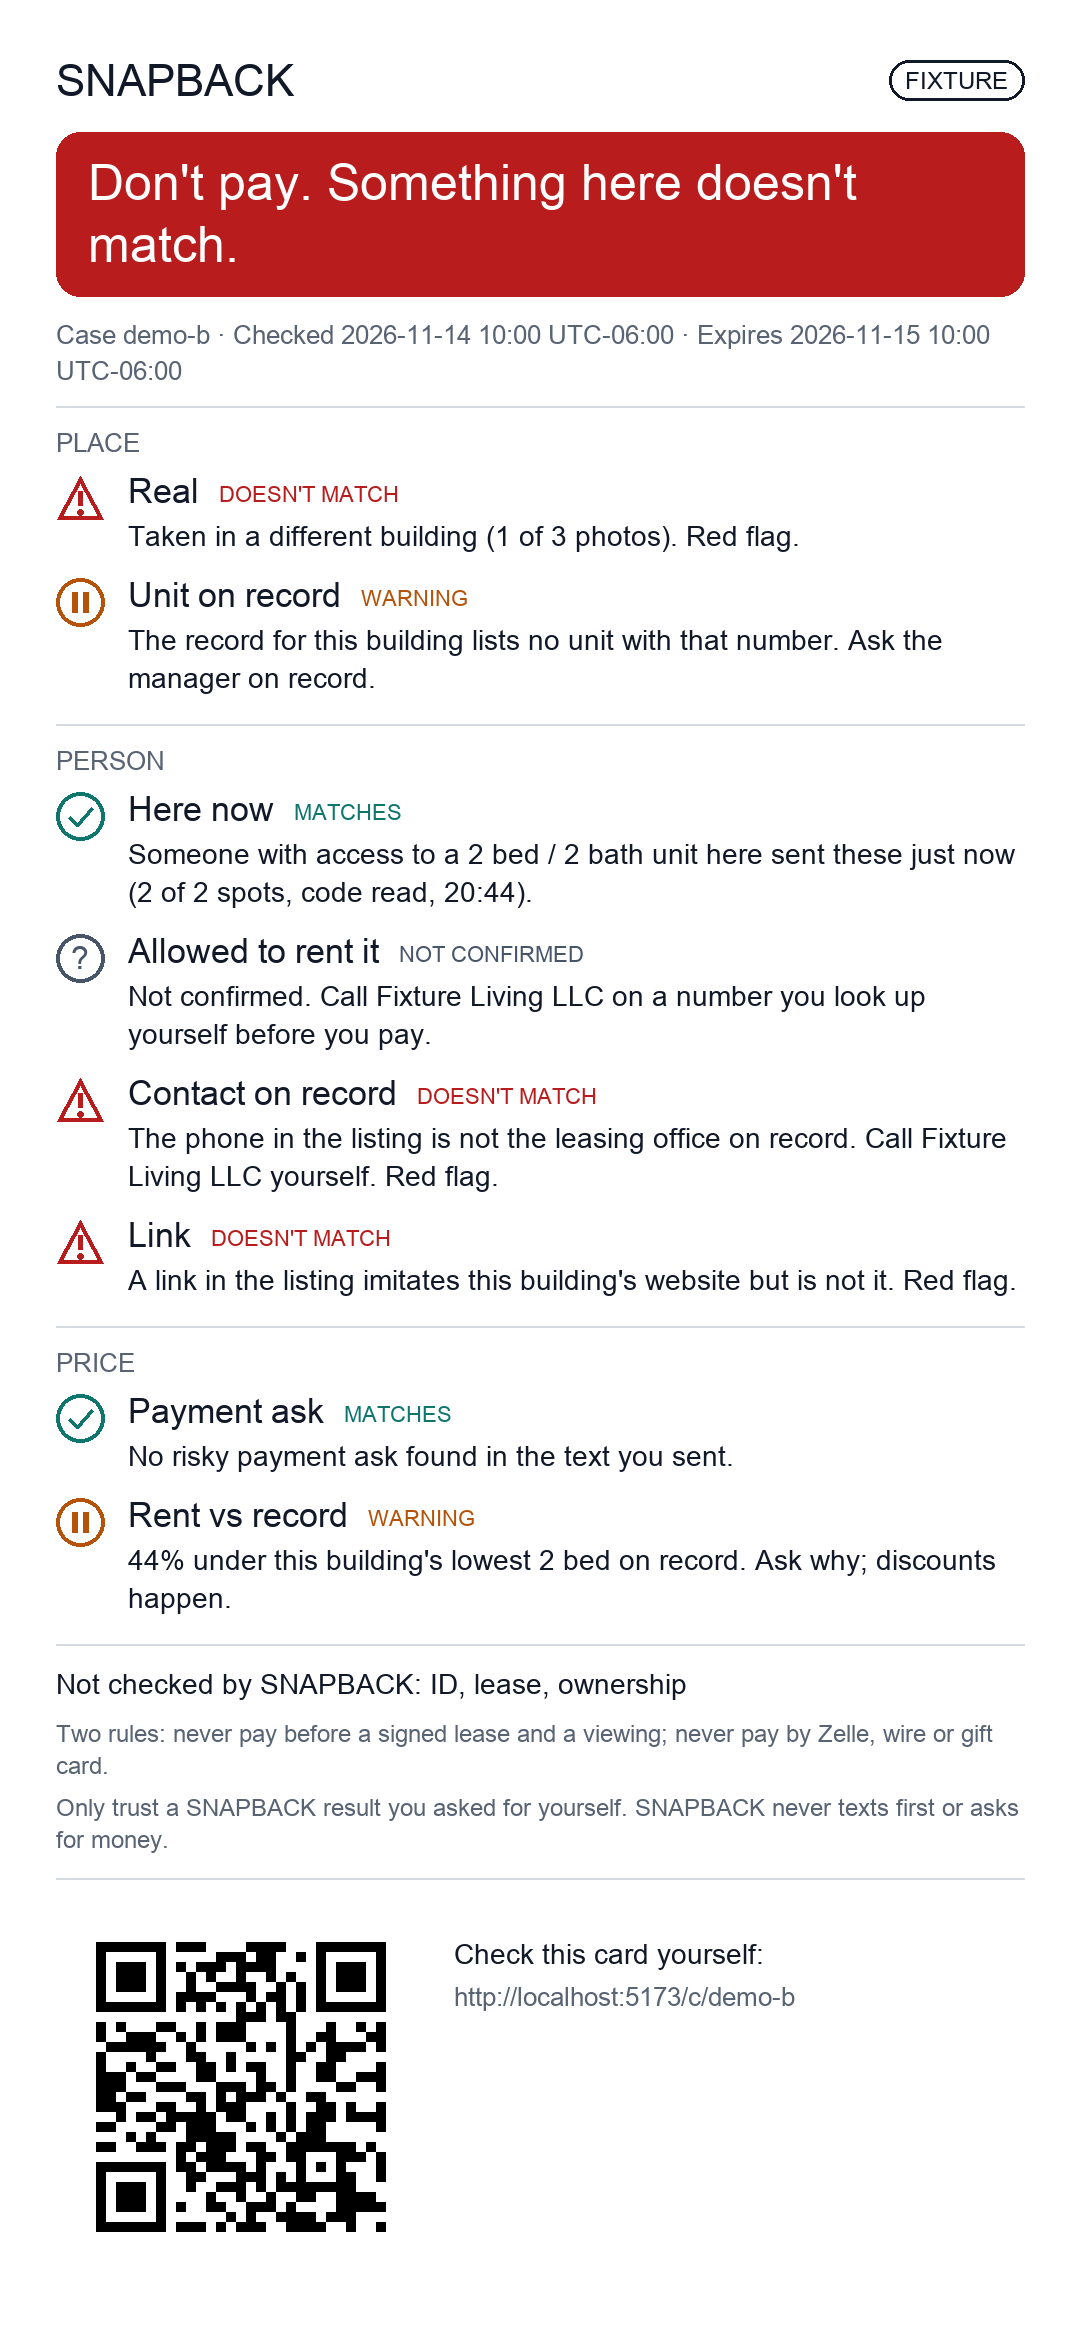 SNAPBACK
FIXTURE
Don't pay. Something here doesn't
match.
Case demo-b · Checked 2026-11-14 10:00 UTC-06:00 · Expires 2026-11-15 10:00
UTC-06:00
PLACE
Real DOESN'T MATCH
Taken in a different building (1 of 3 photos). Red flag.
Unit on record WARNING
The record for this building lists no unit with that number. Ask the
manager on record.
PERSON
Here now MATCHES
Someone with access to a 2 bed / 2 bath unit here sent these just now
(2 of 2 spots, code read, 20:44).
? Allowed to rent it NOT CONFIRMED
Not confirmed. Call Fixture Living LLC on a number you look up
yourself before you pay.
Contact on record DOESN'T MATCH
The phone in the listing is not the leasing office on record. Call Fixture
Living LLC yourself. Red flag.
Link DOESN'T MATCH
A link in the listing imitates this building's website but is not it. Red flag.
PRICE
Payment ask MATCHES
No risky payment ask found in the text you sent.
Rent vs record WARNING
44% under this building's lowest 2 bed on record. Ask why; discounts
happen.
Not checked by SNAPBACK: ID, lease, ownership
Two rules: never pay before a signed lease and a viewing; never pay by Zelle, wire or gift
card.
Only trust a SNAPBACK result you asked for yourself. SNAPBACK never texts first or asks
for money.
Check this card yourself:
http://localhost:5173/c/demo-b